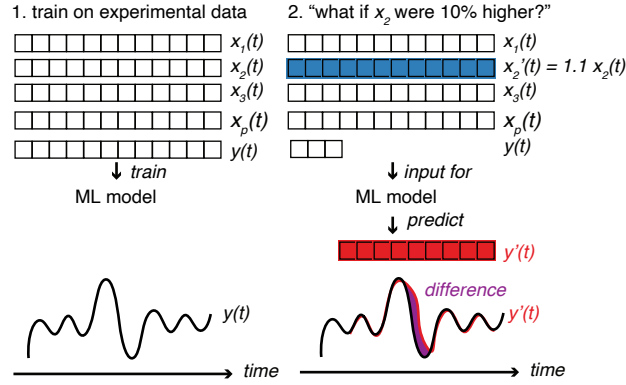 1. train on experimental data
x1(t)
x2(t)
x3(t)
xp(t)
y(t)
train
ML model
y(t)
time
2. “what if x2 were 10% higher?”
x1(t)
x2’(t) = 1.1 x2(t)
x3(t)
xp(t)
y(t)
input for
ML model
predict
y’(t)
difference
y’(t)
time